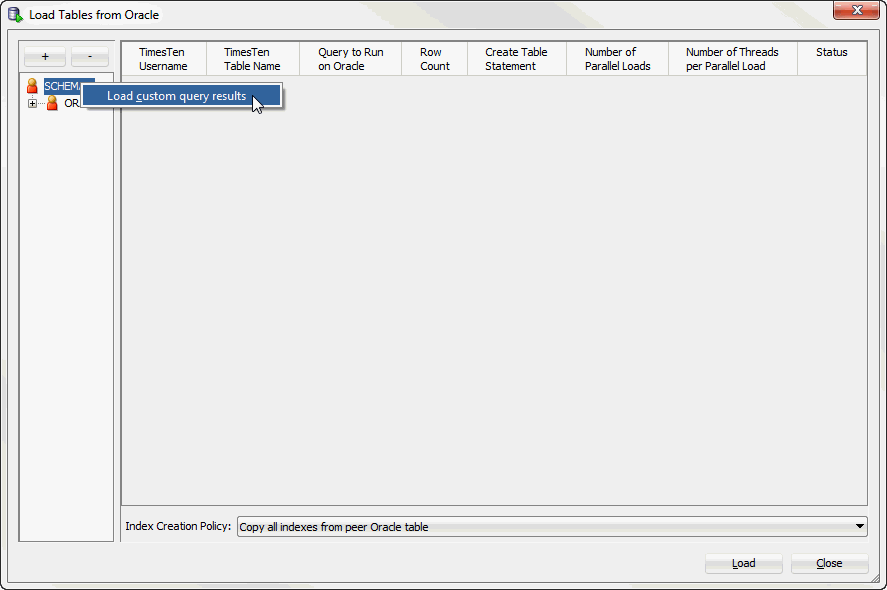 Load Tables from Oracle
+ -
TimesTen Username
TimesTen Table Name
Query to Run on Oracle
Row Count
Create Table Statement
Number of Parallel Loads
Number of Threads per Parallel Load
Status
Load custom query results
Index Creation Policy: Copy all indexes from peer Oracle table
Load Close